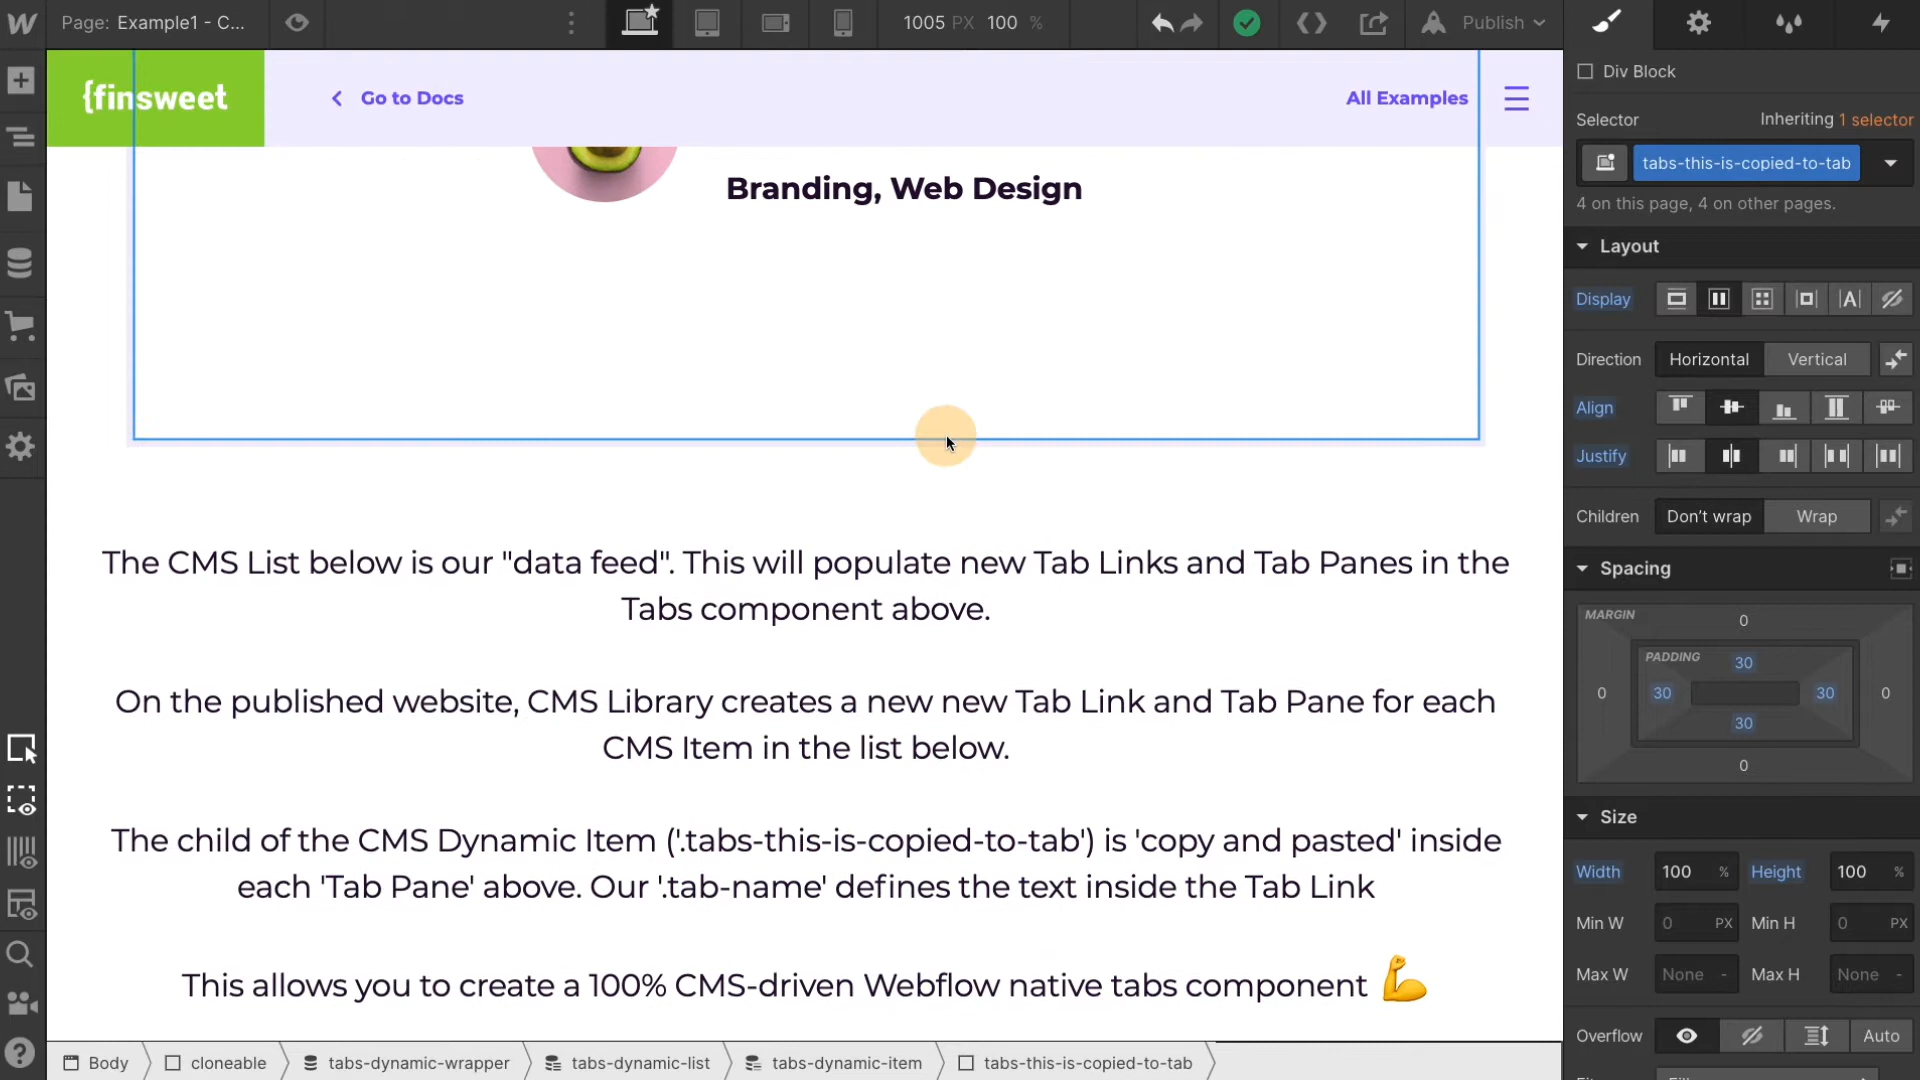 Page: Example1 - C...
1005 PX 100 %
Publish
{finsweet
Go to Docs
All Examples
Branding, Web Design
The CMS List below is our "data feed". This will populate new Tab Links and Tab Panes in the
Tabs component above.
On the published website, CMS Library creates a new new Tab Link and Tab Pane for each
CMS Item in the list below.
The child of the CMS Dynamic Item ('.tabs-this-is-copied-to-tab') is 'copy and pasted' inside
each 'Tab Pane' above. Our '.tab-name' defines the text inside the Tab Link
This allows you to create a 100% CMS-driven Webflow native tabs component 💪
Body
cloneable
tabs-dynamic-wrapper
tabs-dynamic-list
tabs-dynamic-item
tabs-this-is-copied-to-tab
Div Block
Selector Inheriting 1 selector
tabs-this-is-copied-to-tab
4 on this page, 4 on other pages.
Layout
Display
Direction Horizontal Vertical
Align
Justify
Children Don't wrap Wrap
Spacing
MARGIN 0
PADDING 30
0 30 30 0
30
0
Size
Width 100 % Height 100 %
Min W 0 PX Min H 0 PX
Max W None - Max H None -
Overflow Auto